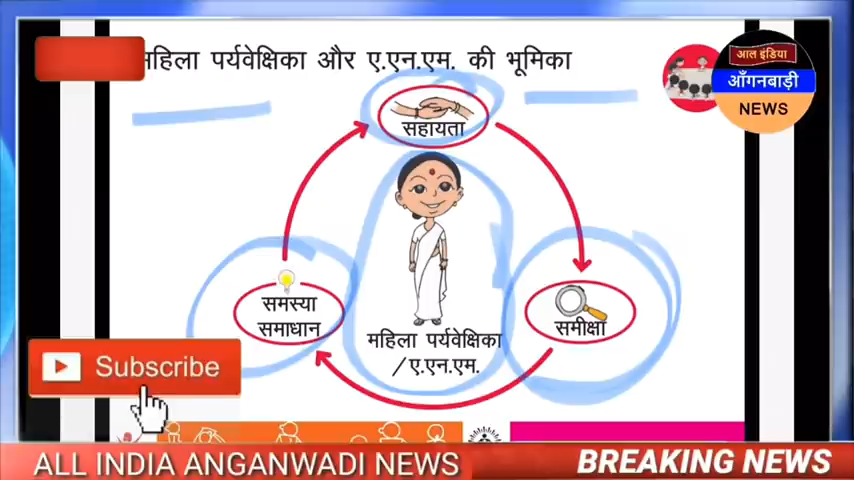 महिला पर्यवेक्षिका और ए.एन.एम. की भूमिका
आल इंडिया
आँगनबाड़ी
NEWS
सहायता
समस्या
समाधान
समीक्षा
महिला पर्यवेक्षिका
/ए.एन.एम.
Subscribe
ALL INDIA ANGANWADI NEWS
BREAKING NEWS